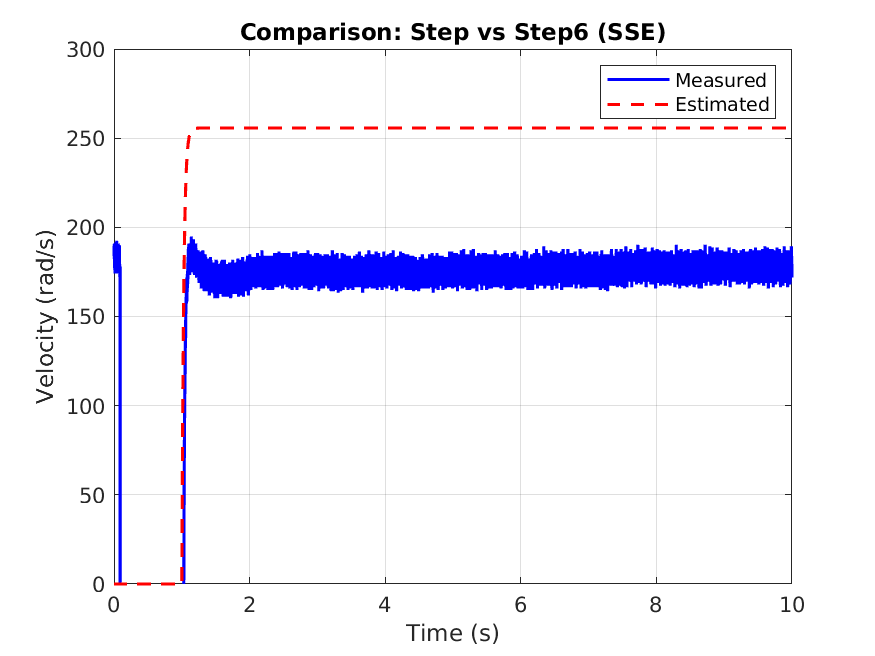 Comparison: Step vs Step6 (SSE)
300
250
200
150
100
50
0
Velocity (rad/s)
Measured
Estimated
0 2 4 6 8 10
Time (s)